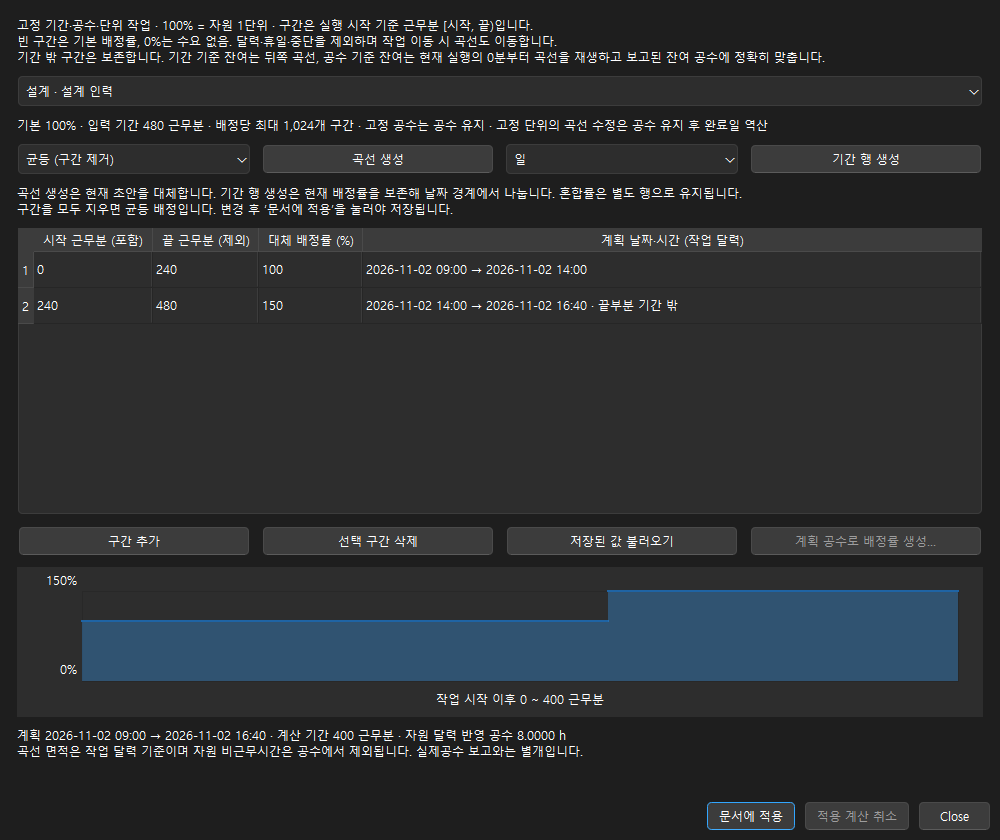 고정 기간·공수·단위 작업 · 100% = 자원 1단위 · 구간은 실행 시작 기준 근무분 [시작, 끝)입니다.
빈 구간은 기본 배정률, 0%는 수요 없음. 달력·휴일·중단을 제외하며 작업 이동 시 곡선도 이동합니다.
기간 밖 구간은 보존합니다. 기간 기준 잔여는 뒤쪽 곡선, 공수 기준 잔여는 현재 실행의 0분부터 곡선을 재생하고 보고된 잔여 공수에 정확히 맞춥니다.
설계 · 설계 인력
기본 100% · 입력 기간 480 근무분 · 배정당 최대 1,024개 구간 · 고정 공수는 공수 유지 · 고정 단위의 곡선 수정은 공수 유지 후 완료일 역산
균등 (구간 제거) 곡선 생성 일 기간 행 생성
곡선 생성은 현재 초안을 대체합니다. 기간 행 생성은 현재 배정률을 보존해 날짜 경계에서 나눕니다. 혼합률은 별도 행으로 유지됩니다.
구간을 모두 지우면 균등 배정입니다. 변경 후 '문서에 적용'을 눌러야 저장됩니다.
시작 근무분 (포함) 끝 근무분 (제외) 대체 배정률 (%) 계획 날짜·시간 (작업 달력)
1 0 240 100 2026-11-02 09:00 → 2026-11-02 14:00
2 240 480 150 2026-11-02 14:00 → 2026-11-02 16:40 · 끝부분 기간 밖
구간 추가 선택 구간 삭제 저장된 값 불러오기 계획 공수로 배정률 생성...
150%
0%
작업 시작 이후 0 ~ 400 근무분
계획 2026-11-02 09:00 → 2026-11-02 16:40 · 계산 기간 400 근무분 · 자원 달력 반영 공수 8.0000 h
곡선 면적은 작업 달력 기준이며 자원 비근무시간은 공수에서 제외됩니다. 실제공수 보고와는 별개입니다.
문서에 적용 적용 계산 취소 Close